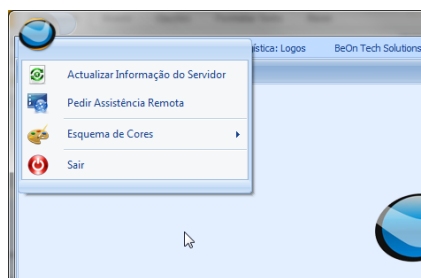 ística: Logos
BeOn Tech Solutions
Actualizar Informação do Servidor
Pedir Assistência Remota
Esquema de Cores
Sair